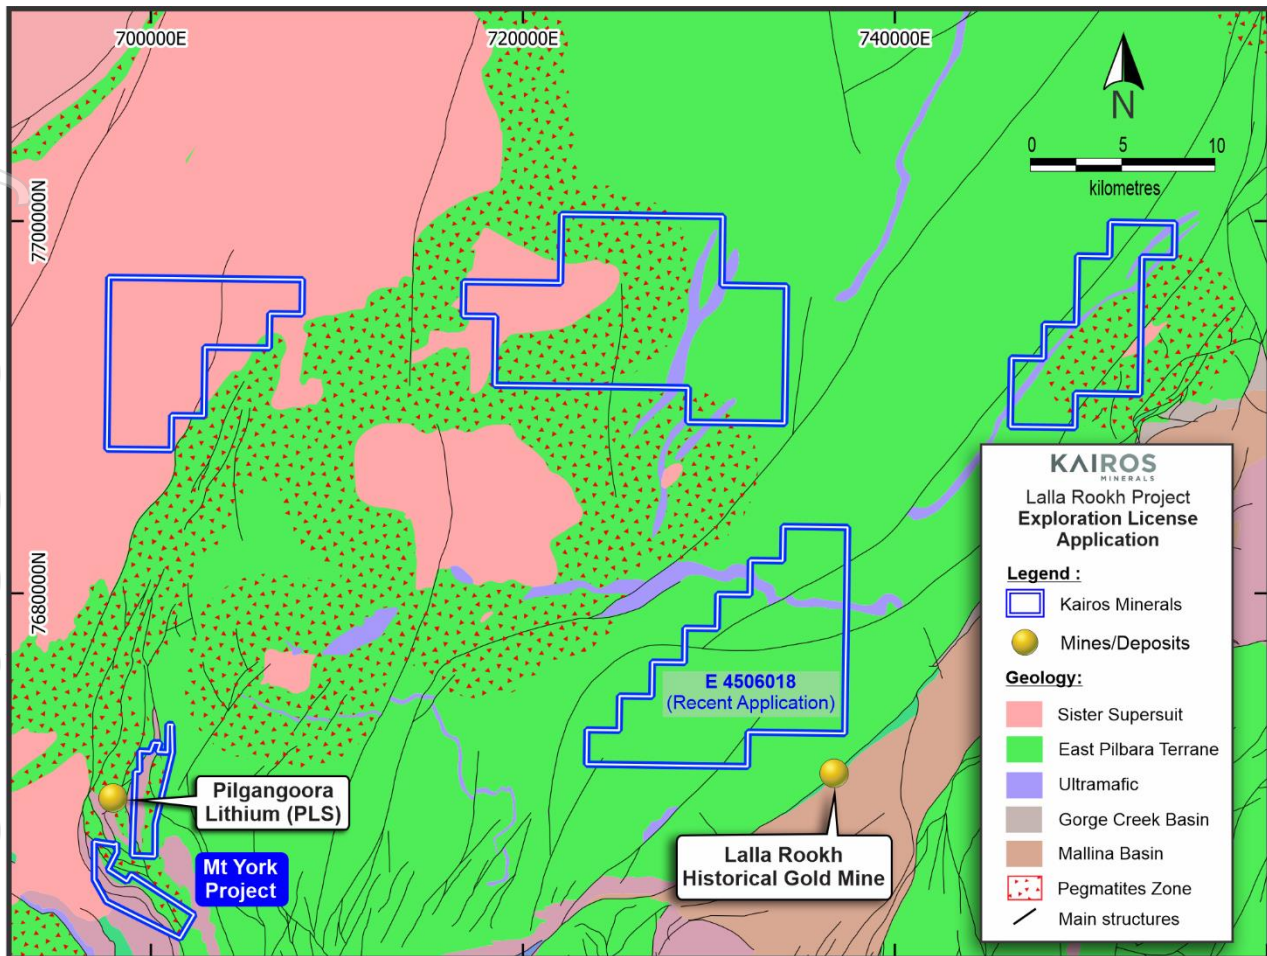 700000E
720000E
740000E
N
0 5 10
kilometres
7700000N
7680000N
E 4506018
(Recent Application)
Pilgangoora
Lithium (PLS)
Mt York
Project
Lalla Rookh
Historical Gold Mine
KAIROS
MINERALS
Lalla Rookh Project
Exploration License
Application
Legend :
Kairos Minerals
Mines/Deposits
Geology:
Sister Supersuit
East Pilbara Terrane
Ultramafic
Gorge Creek Basin
Mallina Basin
Pegmatites Zone
Main structures